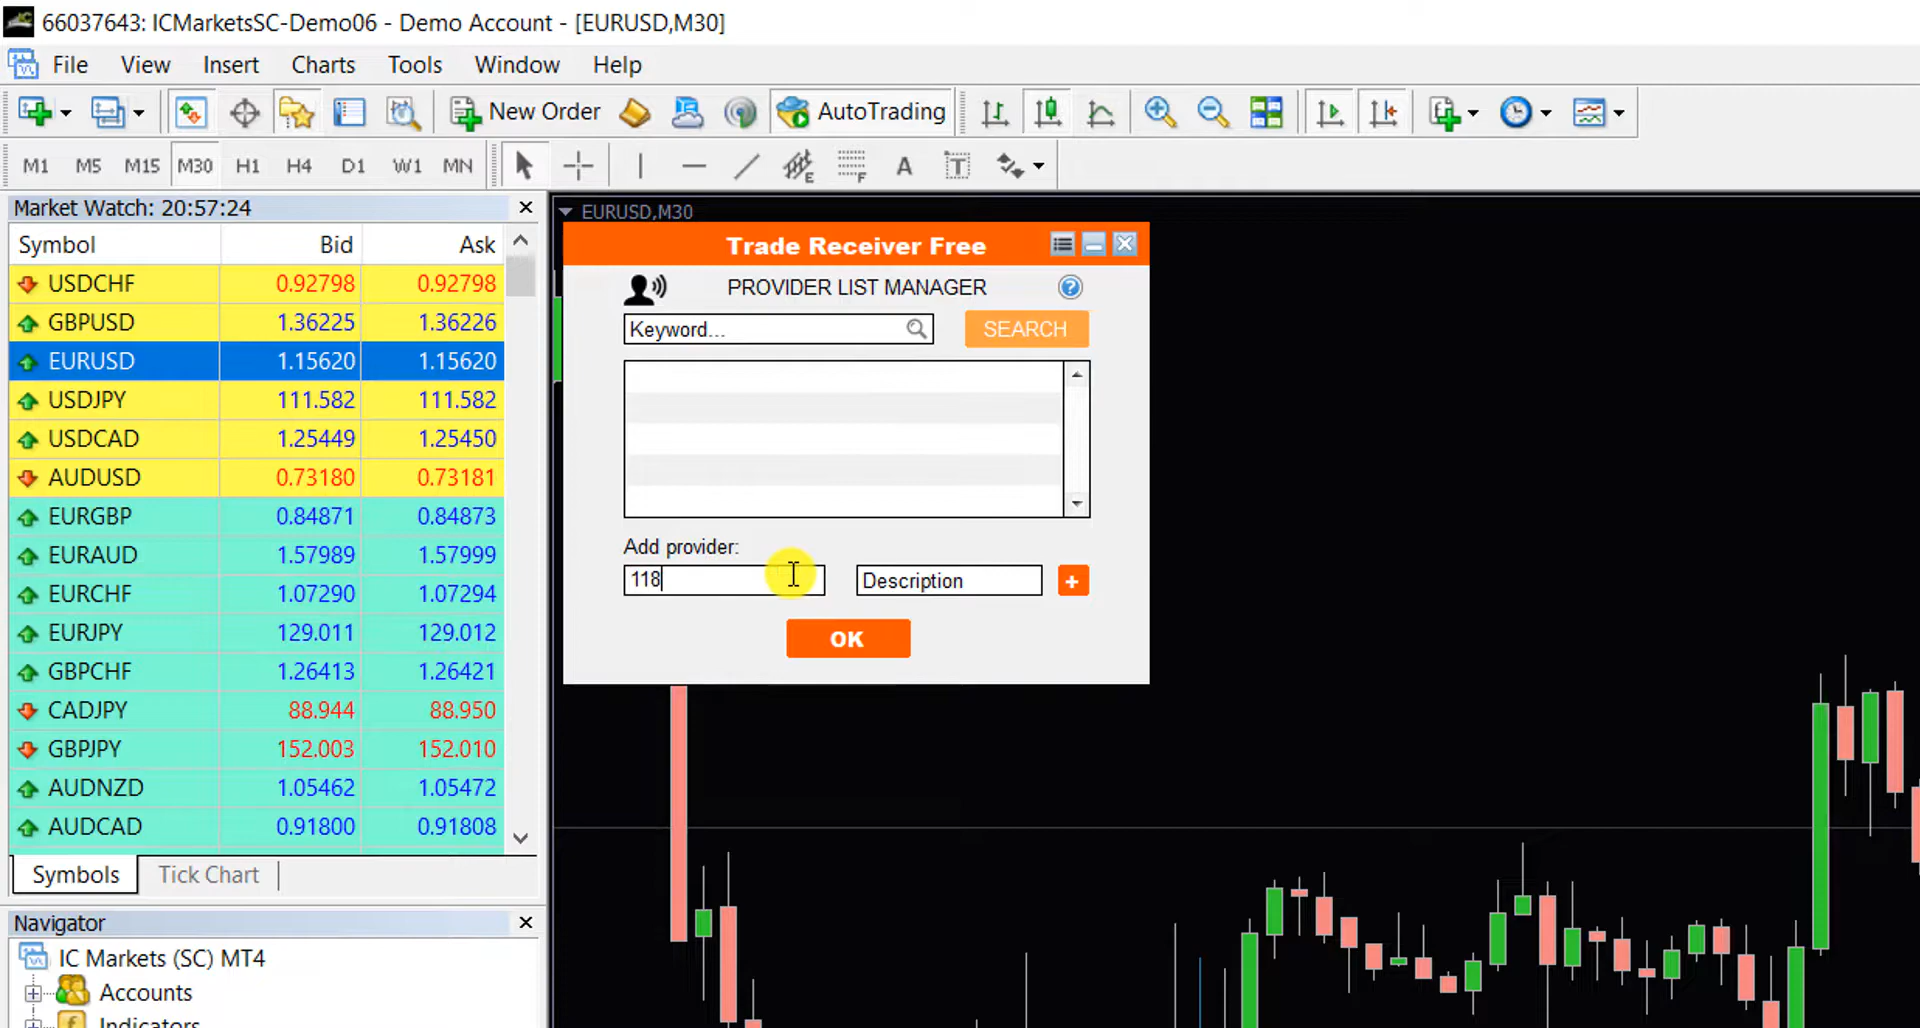 66037643: ICMarketsSC-Demo06 - Demo Account - [EURUSD,M30]
File View Insert Charts Tools Window Help
New Order AutoTrading
M1 M5 M15 M30 H1 H4 D1 W1 MN E F A T
Market Watch: 20:57:24
Symbol Bid Ask
USDCHF 0.92798 0.92798
GBPUSD 1.36225 1.36226
EURUSD 1.15620 1.15620
USDJPY 111.582 111.582
USDCAD 1.25449 1.25450
AUDUSD 0.73180 0.73181
EURGBP 0.84871 0.84873
EURAUD 1.57989 1.57999
EURCHF 1.07290 1.07294
EURJPY 129.011 129.012
GBPCHF 1.26413 1.26421
CADJPY 88.944 88.950
GBPJPY 152.003 152.010
AUDNZD 1.05462 1.05472
AUDCAD 0.91800 0.91808
Symbols Tick Chart
Navigator
IC Markets (SC) MT4
Accounts
Indicators
EURUSD,M30
Trade Receiver Free
PROVIDER LIST MANAGER ?
Keyword... SEARCH
Add provider:
118 Description +
OK